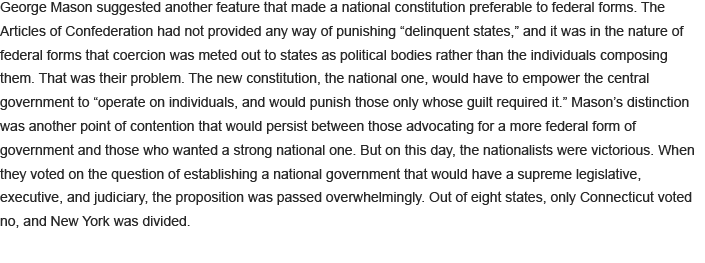 George Mason suggested another feature that made a national constitution preferable to federal forms. The
Articles of Confederation had not provided any way of punishing “delinquent states,” and it was in the nature of
federal forms that coercion was meted out to states as political bodies rather than the individuals composing
them. That was their problem. The new constitution, the national one, would have to empower the central
government to “operate on individuals, and would punish those only whose guilt required it.” Mason’s distinction
was another point of contention that would persist between those advocating for a more federal form of
government and those who wanted a strong national one. But on this day, the nationalists were victorious. When
they voted on the question of establishing a national government that would have a supreme legislative,
executive, and judiciary, the proposition was passed overwhelmingly. Out of eight states, only Connecticut voted
no, and New York was divided.